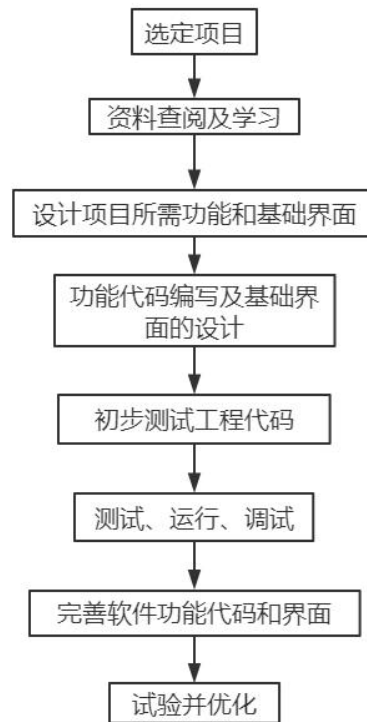 选定项目
资料查阅及学习
设计项目所需功能和基础界面
功能代码编写及基础界
面的设计
初步测试工程代码
测试、运行、调试
完善软件功能代码和界面
试验并优化